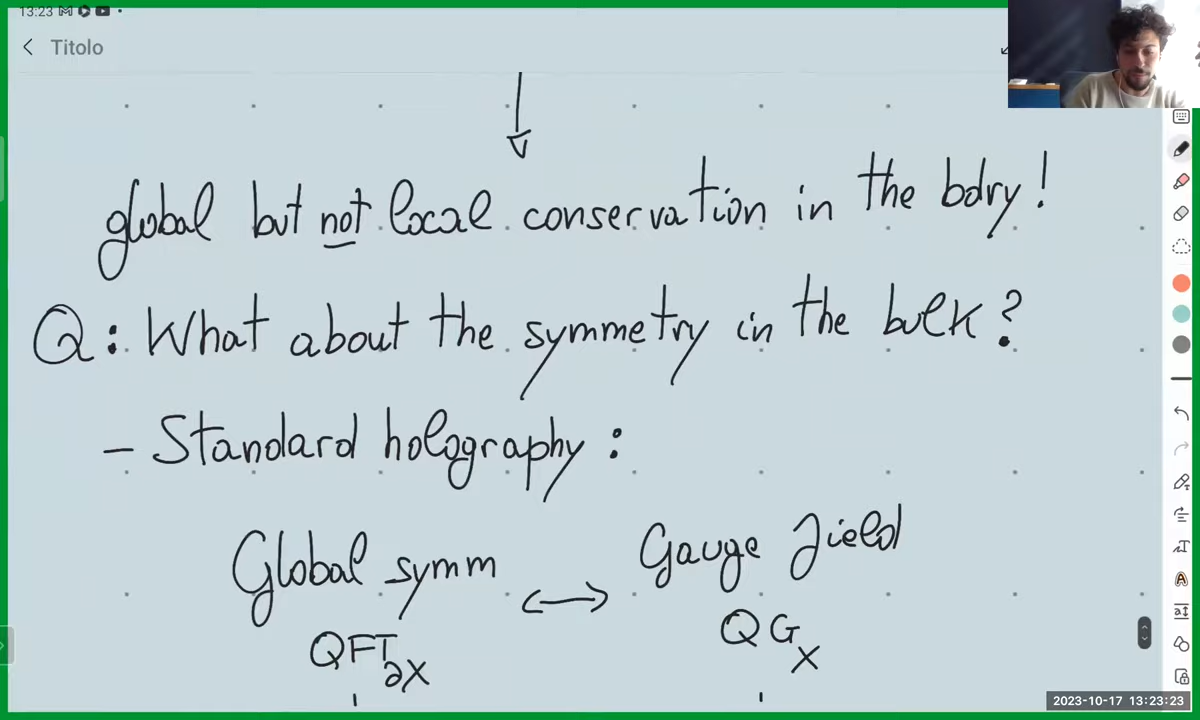 13:23
Titolo
global but not local conservation in the bdry!
Q: What about the symmetry in the bulk?
- Standard holography:
Global symm ↔ Gauge field
QFT∂X QG X
2023-10-17 13:23:23